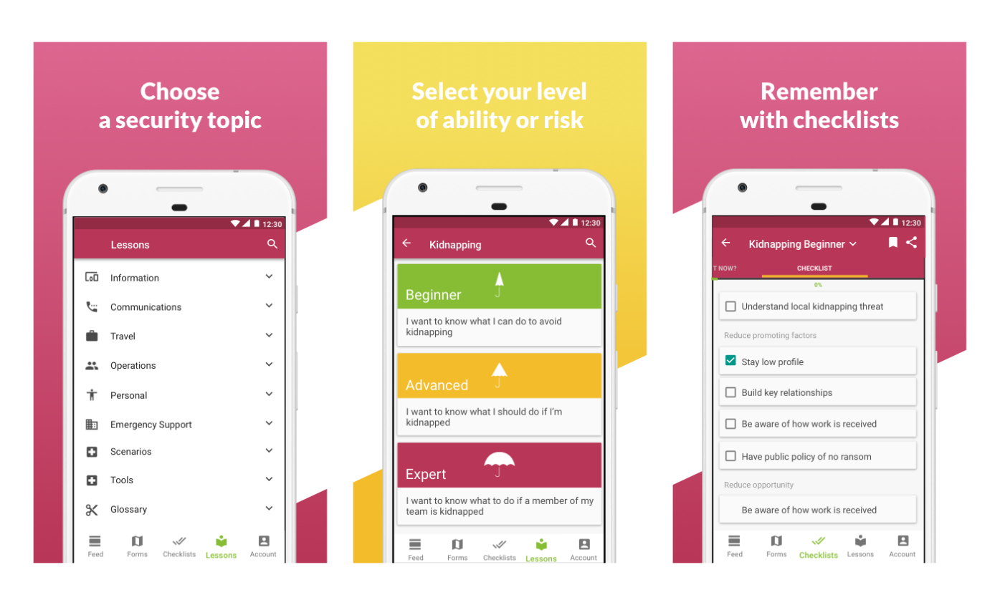 Choose
a security topic
12:30
Lessons
Information
Communications
Travel
Operations
Personal
Emergency Support
Scenarios
Tools
Glossary
Feed
Forms
Checklists
Lessons
Account
Select your level
of ability or risk
12:30
Kidnapping
Beginner
I want to know what I can do to avoid
kidnapping
Advanced
I want to know what I should do if I'm
kidnapped
Expert
I want to know what to do if a member of my
team is kidnapped
Feed
Forms
Checklists
Lessons
Account
Remember
with checklists
12:30
Kidnapping Beginner
T NOW?
CHECKLIST
0%
Understand local kidnapping threat
Reduce promoting factors
Stay low profile
Build key relationships
Be aware of how work is received
Have public policy of no ransom
Reduce opportunity
Be aware of how work is received
Feed
Forms
Checklists
Lessons
Account